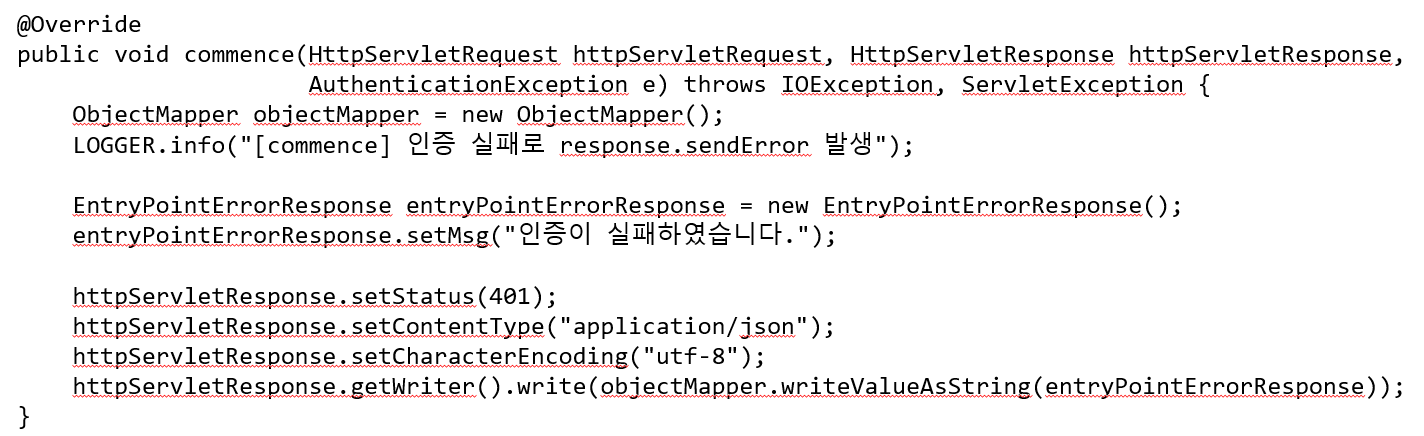 @Override
public void commence(HttpServletRequest httpServletRequest, HttpServletResponse httpServletResponse,
AuthenticationException e) throws IOException, ServletException {
ObjectMapper objectMapper = new ObjectMapper();
LOGGER.info("[commence] 인증 실패로 response.sendError 발생");
EntryPointErrorResponse entryPointErrorResponse = new EntryPointErrorResponse();
entryPointErrorResponse.setMsg("인증이 실패하였습니다.");
httpServletResponse.setStatus(401);
httpServletResponse.setContentType("application/json");
httpServletResponse.setCharacterEncoding("utf-8");
httpServletResponse.getWriter().write(objectMapper.writeValueAsString(entryPointErrorResponse));
}